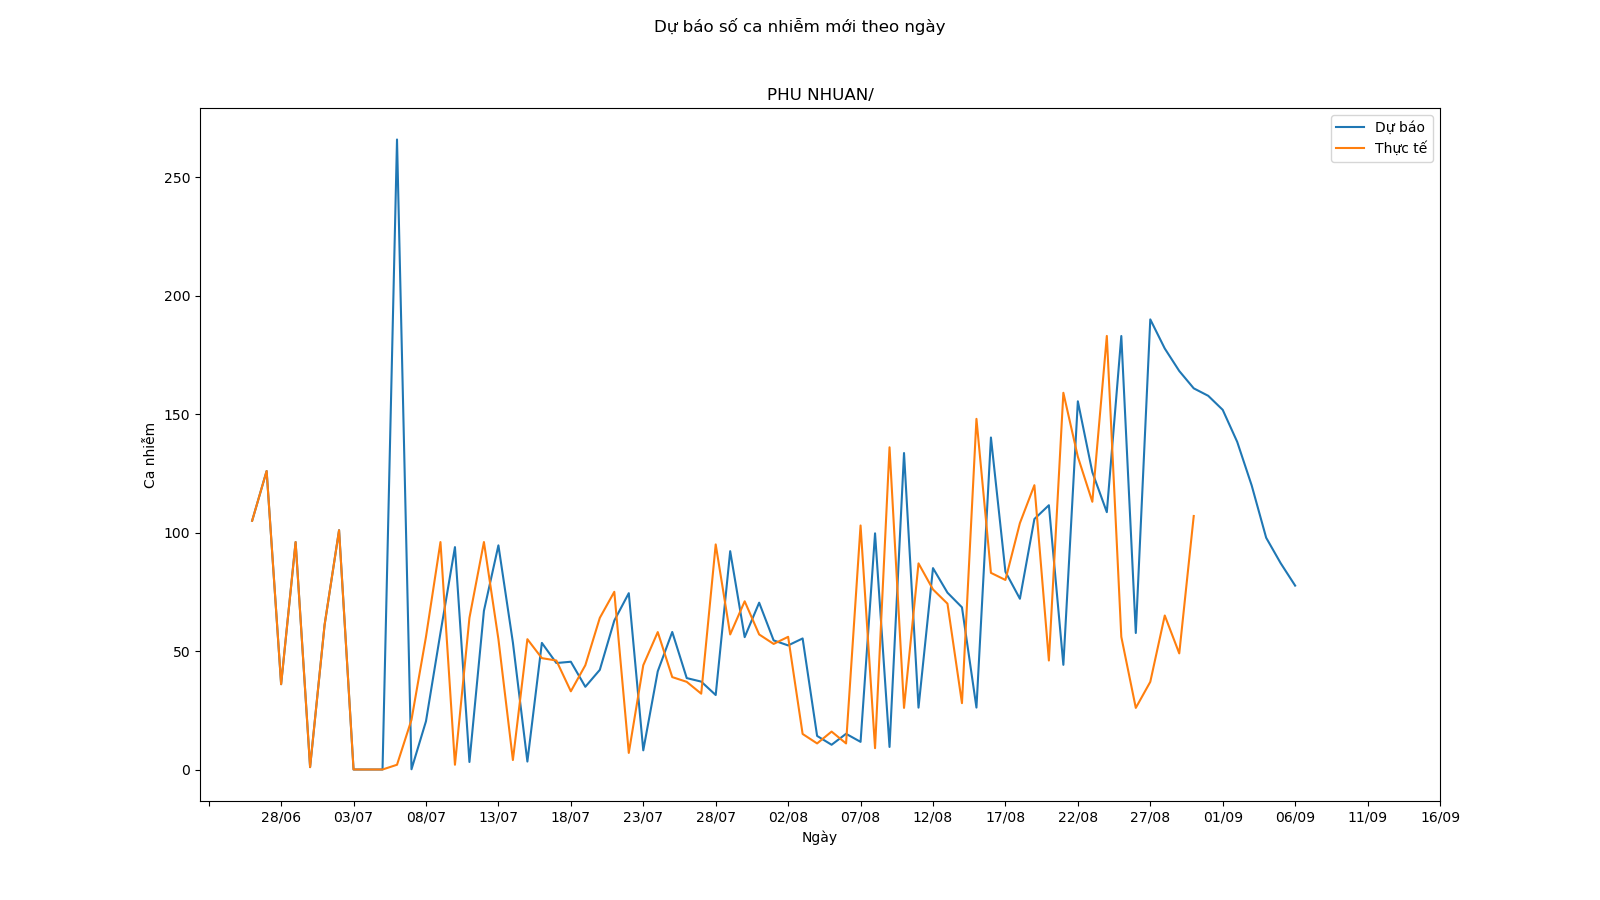 Dự báo số ca nhiễm mới theo ngày
PHU NHUAN/
Dự báo
Thực tế
250
200
150
100
50
0
Ca nhiễm
28/06 03/07 08/07 13/07 18/07 23/07 28/07 02/08 07/08 12/08 17/08 22/08 27/08 01/09 06/09 11/09 16/09
Ngày